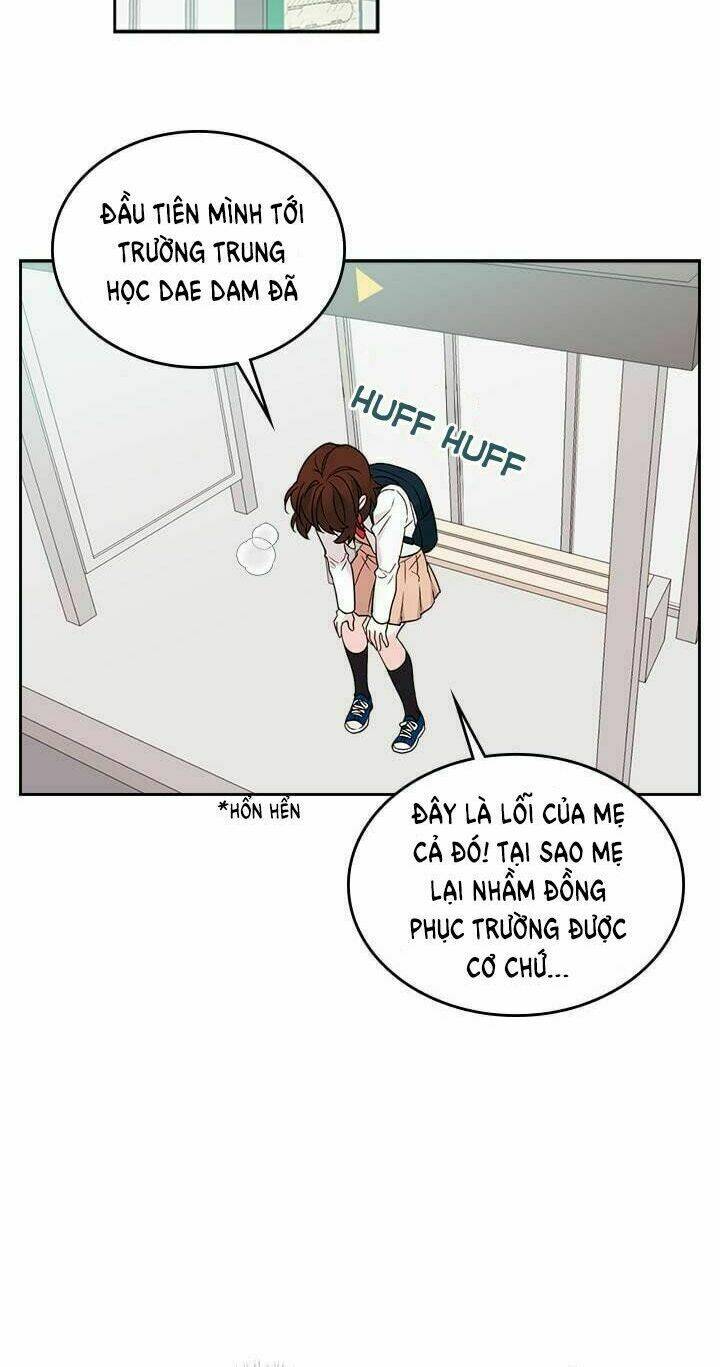 ĐẦU TIÊN MÌNH TỚI
TRƯỜNG TRUNG
HỌC DAE DAM ĐÃ
HUFF HUFF
*HỔN HỂN
ĐÂY LÀ LỖI CỦA MẸ
CẢ ĐÓ! TẠI SAO MẸ
LẠI NHẦM ĐỒNG
PHỤC TRƯỜNG ĐƯỢC
CƠ CHỨ...